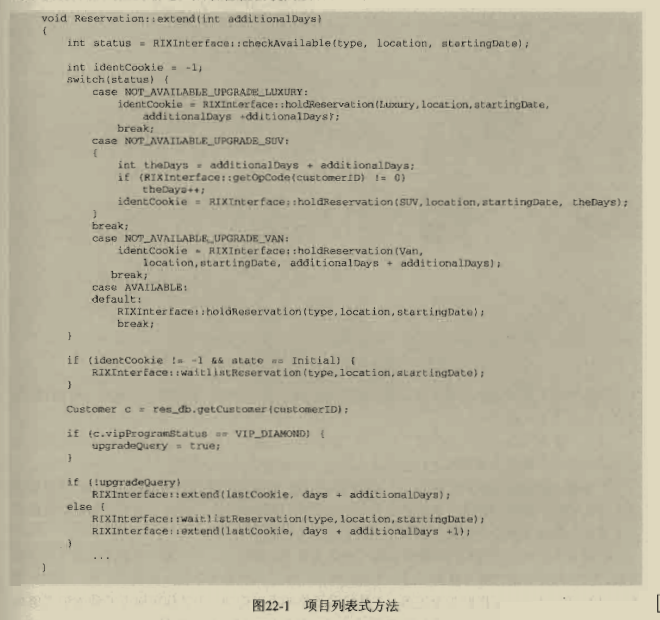 void Reservation::extend(int additionalDays)
{
int status = RIXInterface::checkAvailable(type, location, startingDate);
int identCookie = -1;
switch(status) {
case NOT_AVAILABLE_UPGRADE_LUXURY:
identCookie = RIXInterface::holdReservation(Luxury,location,startingDate,
additionalDays +dditionalDays);
break;
case NOT_AVAILABLE_UPGRADE_SUV:
{
int theDays = additionalDays + additionalDays;
if (RIXInterface::getOpCode(customerID) != 0)
theDays++;
identCookie = RIXInterface::holdReservation(SUV,location,startingDate, theDays);
}
break;
case NOT_AVAILABLE_UPGRADE_VAN:
identCookie = RIXInterface::holdReservation(Van,
location,startingDate, additionalDays + additionalDays);
break;
case AVAILABLE:
default:
RIXInterface::holdReservation(type,location,startingDate);
break;
}
if (identCookie != -1 && state == Initial) {
RIXInterface::waitlistReservation(type,location,startingDate);
}
Customer c = res_db.getCustomer(customerID);
if (c.vipProgramStatus == VIP_DIAMOND) {
upgradeQuery = true;
}
if (!upgradeQuery)
RIXInterface::extend(lastCookie, days + additionalDays);
else {
RIXInterface::waitlistReservation(type,location,startingDate);
RIXInterface::extend(lastCookie, days + additionalDays +1);
}
...
}
图22-1 项目列表式方法